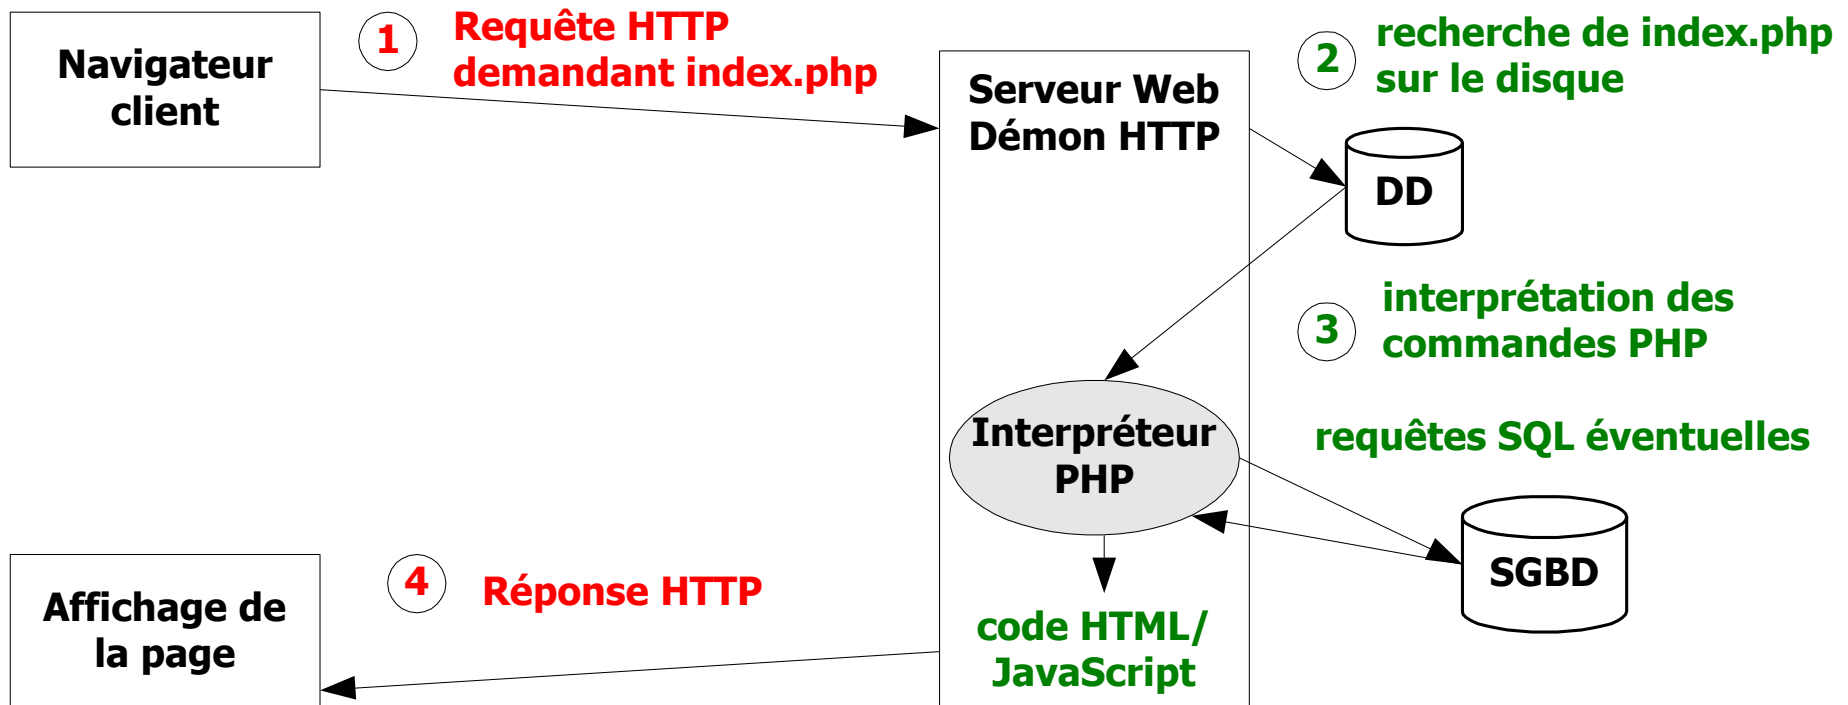 Navigateur
client
1
Requête HTTP
demandant index.php
Serveur Web
Démon HTTP
2
recherche de index.php
sur le disque
DD
3
interprétation des
commandes PHP
Interpréteur
PHP
requêtes SQL éventuelles
SGBD
code HTML/
JavaScript
4
Réponse HTTP
Affichage de
la page